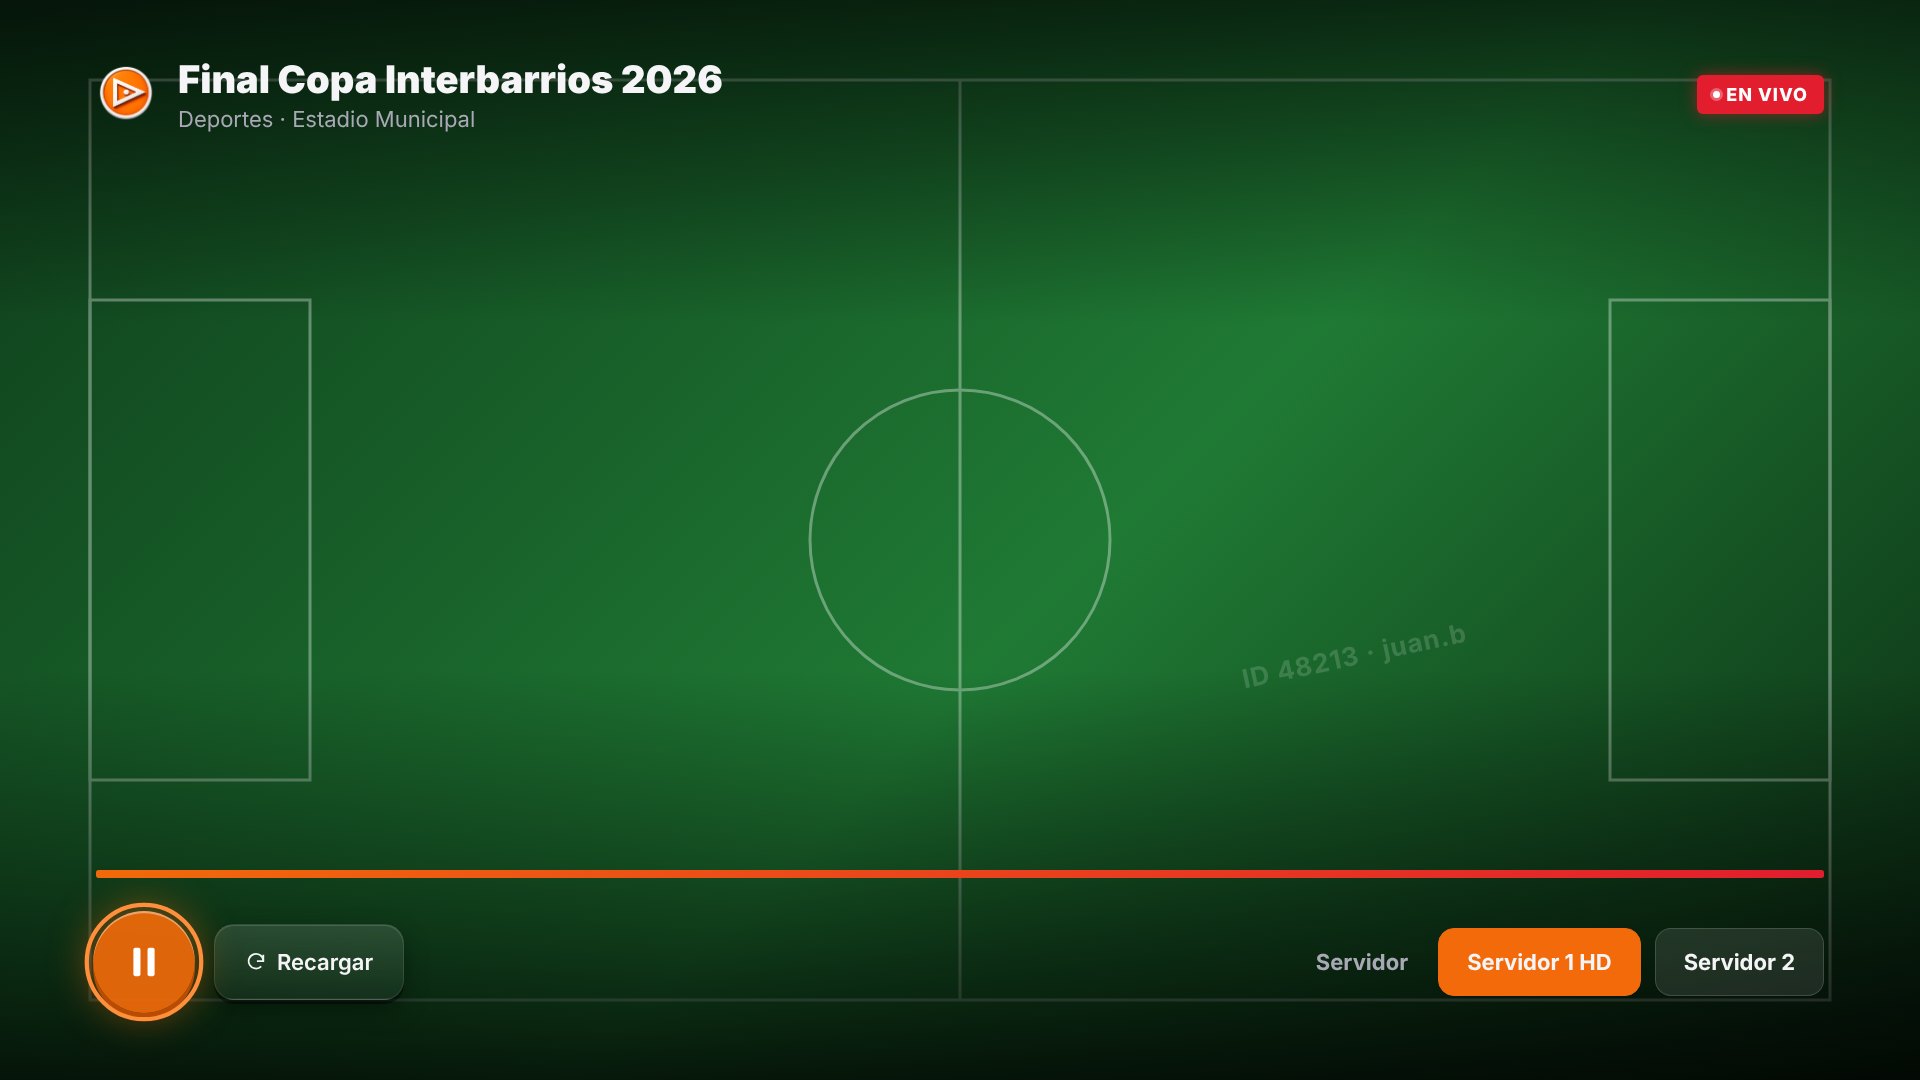 Final Copa Interbarrios 2026
Deportes · Estadio Municipal
EN VIVO
ID 48213 · juan.b
Recargar
Servidor
Servidor 1 HD
Servidor 2